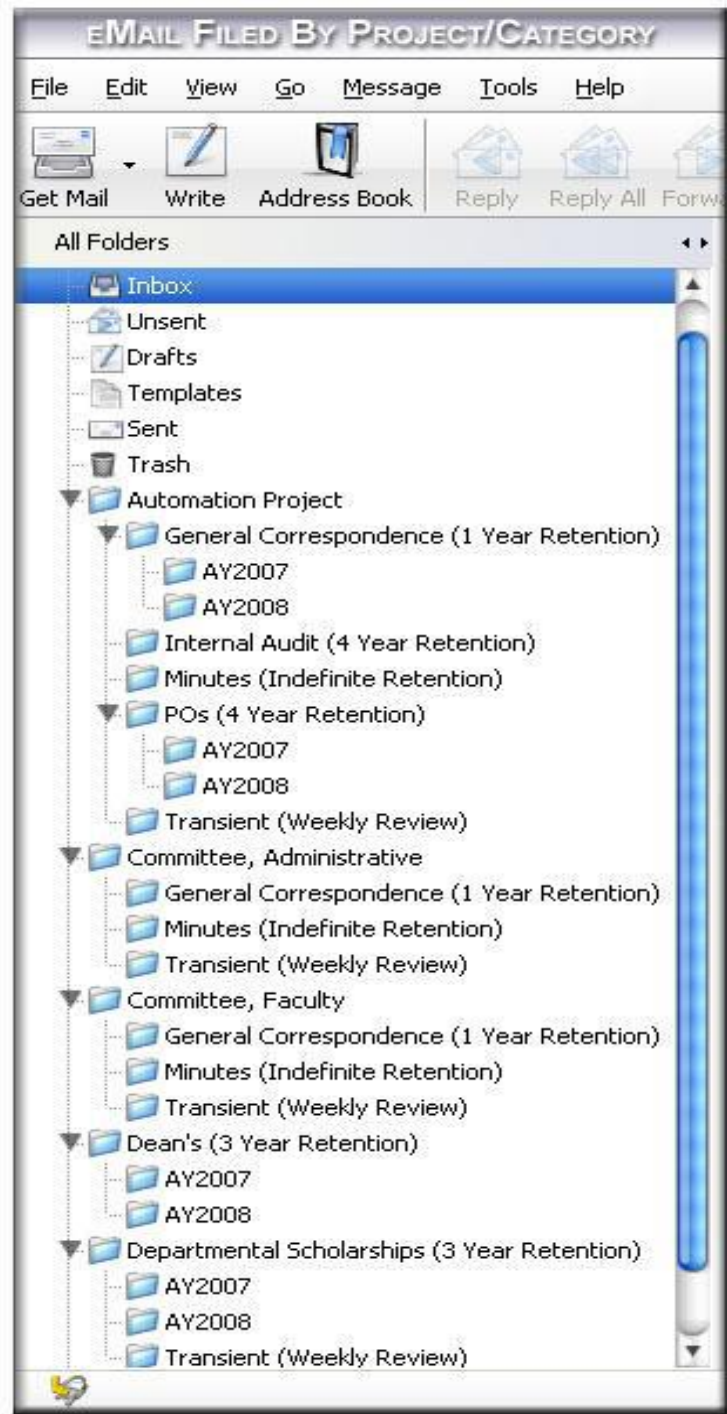 EMAIL FILED BY PROJECT/CATEGORY
File Edit View Go Message Tools Help
Get Mail Write Address Book Reply Reply All Forwa
All Folders
Inbox
Unsent
Drafts
Templates
Sent
Trash
Automation Project
General Correspondence (1 Year Retention)
AY2007
AY2008
Internal Audit (4 Year Retention)
Minutes (Indefinite Retention)
POs (4 Year Retention)
AY2007
AY2008
Transient (Weekly Review)
Committee, Administrative
General Correspondence (1 Year Retention)
Minutes (Indefinite Retention)
Transient (Weekly Review)
Committee, Faculty
General Correspondence (1 Year Retention)
Minutes (Indefinite Retention)
Transient (Weekly Review)
Dean's (3 Year Retention)
AY2007
AY2008
Departmental Scholarships (3 Year Retention)
AY2007
AY2008
Transient (Weekly Review)